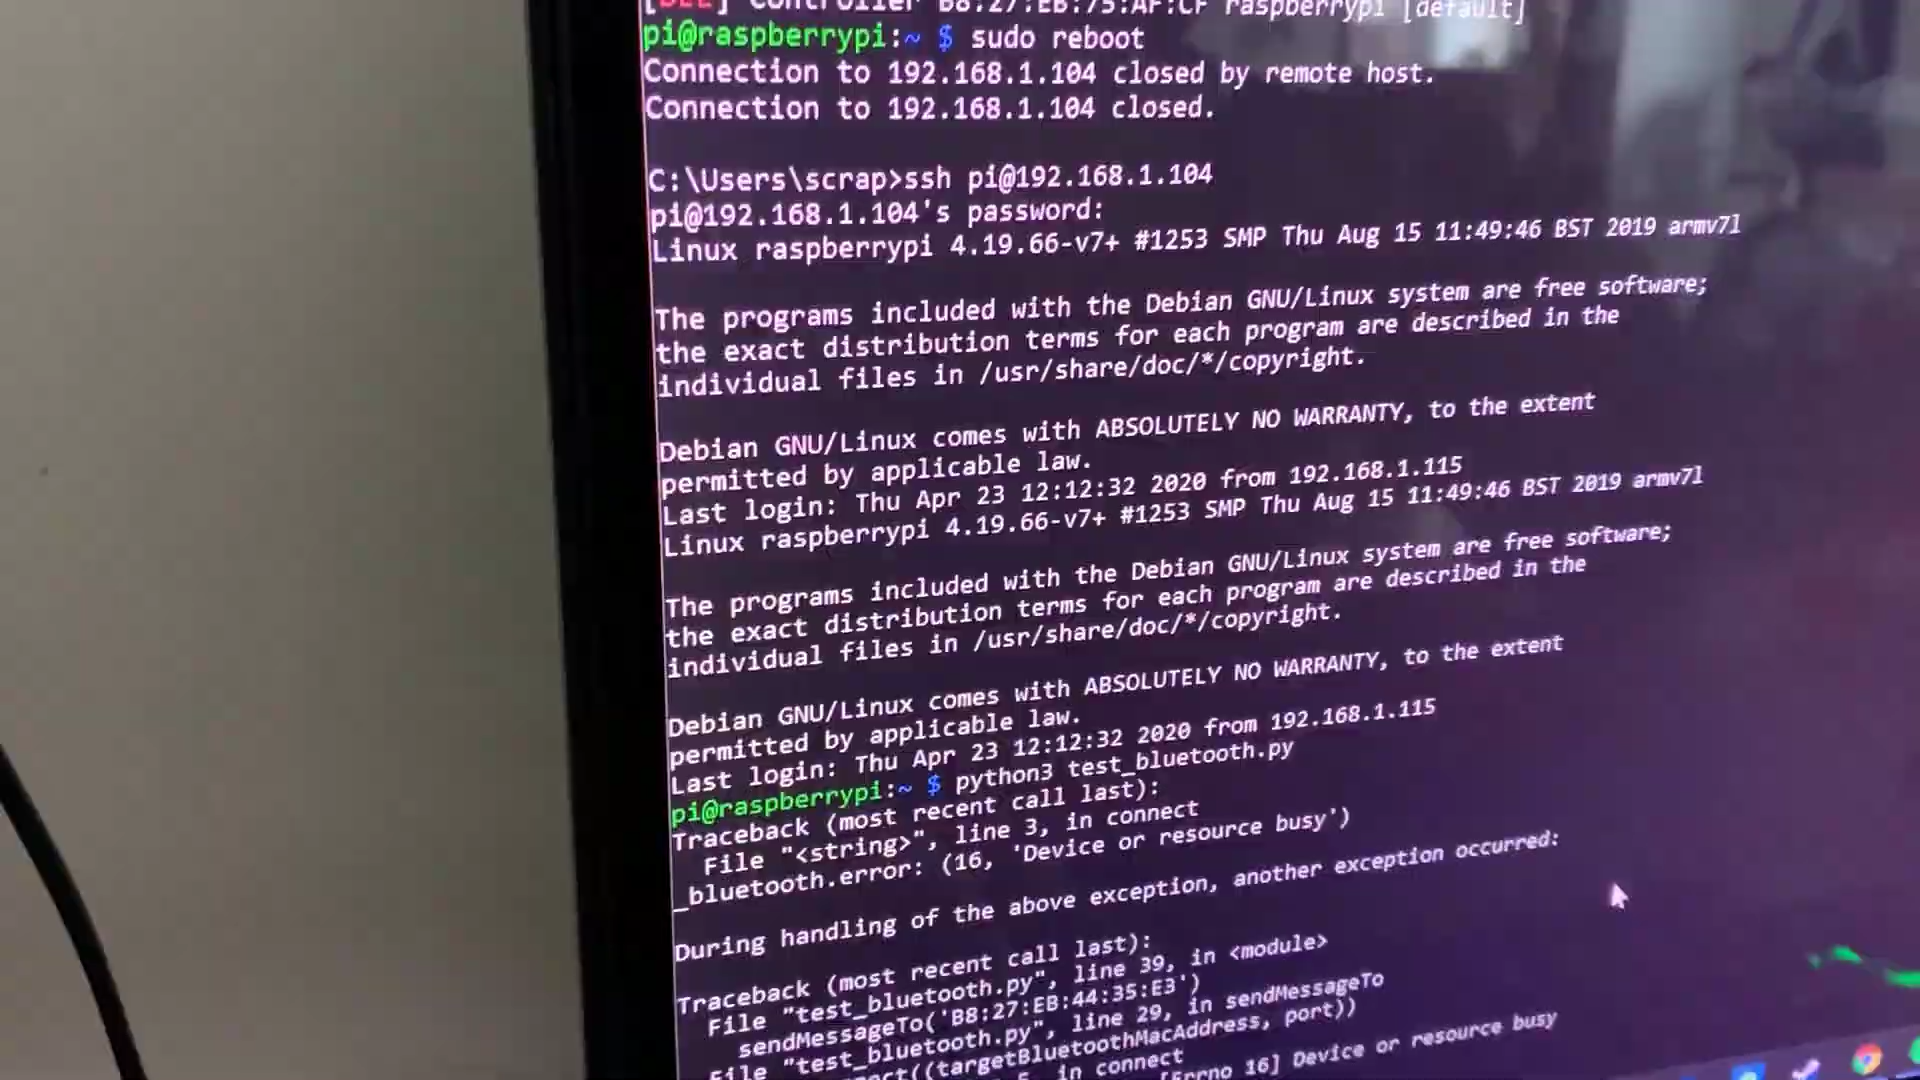 [DEL] Controller B8:27:EB:75:AF:CF raspberrypi [default]
pi@raspberrypi:~ $ sudo reboot
Connection to 192.168.1.104 closed by remote host.
Connection to 192.168.1.104 closed.
C:\Users\scrap>ssh pi@192.168.1.104
pi@192.168.1.104's password:
Linux raspberrypi 4.19.66-v7+ #1253 SMP Thu Aug 15 11:49:46 BST 2019 armv7l
The programs included with the Debian GNU/Linux system are free software;
the exact distribution terms for each program are described in the
individual files in /usr/share/doc/*/copyright.
Debian GNU/Linux comes with ABSOLUTELY NO WARRANTY, to the extent
permitted by applicable law.
Last login: Thu Apr 23 12:12:32 2020 from 192.168.1.115
Linux raspberrypi 4.19.66-v7+ #1253 SMP Thu Aug 15 11:49:46 BST 2019 armv7l
The programs included with the Debian GNU/Linux system are free software;
the exact distribution terms for each program are described in the
individual files in /usr/share/doc/*/copyright.
Debian GNU/Linux comes with ABSOLUTELY NO WARRANTY, to the extent
permitted by applicable law.
Last login: Thu Apr 23 12:12:32 2020 from 192.168.1.115
pi@raspberrypi:~ $ python3 test_bluetooth.py
Traceback (most recent call last):
File "<string>", line 3, in connect
_bluetooth.error: (16, 'Device or resource busy')
During handling of the above exception, another exception occurred:
Traceback (most recent call last):
File "test_bluetooth.py", line 39, in <module>
sendMessageTo('B8:27:EB:44:35:E3')
File "test_bluetooth.py", line 29, in sendMessageTo
((targetBluetoothMacAddress, port))
in connect
[Errno 16] Device or resource busy